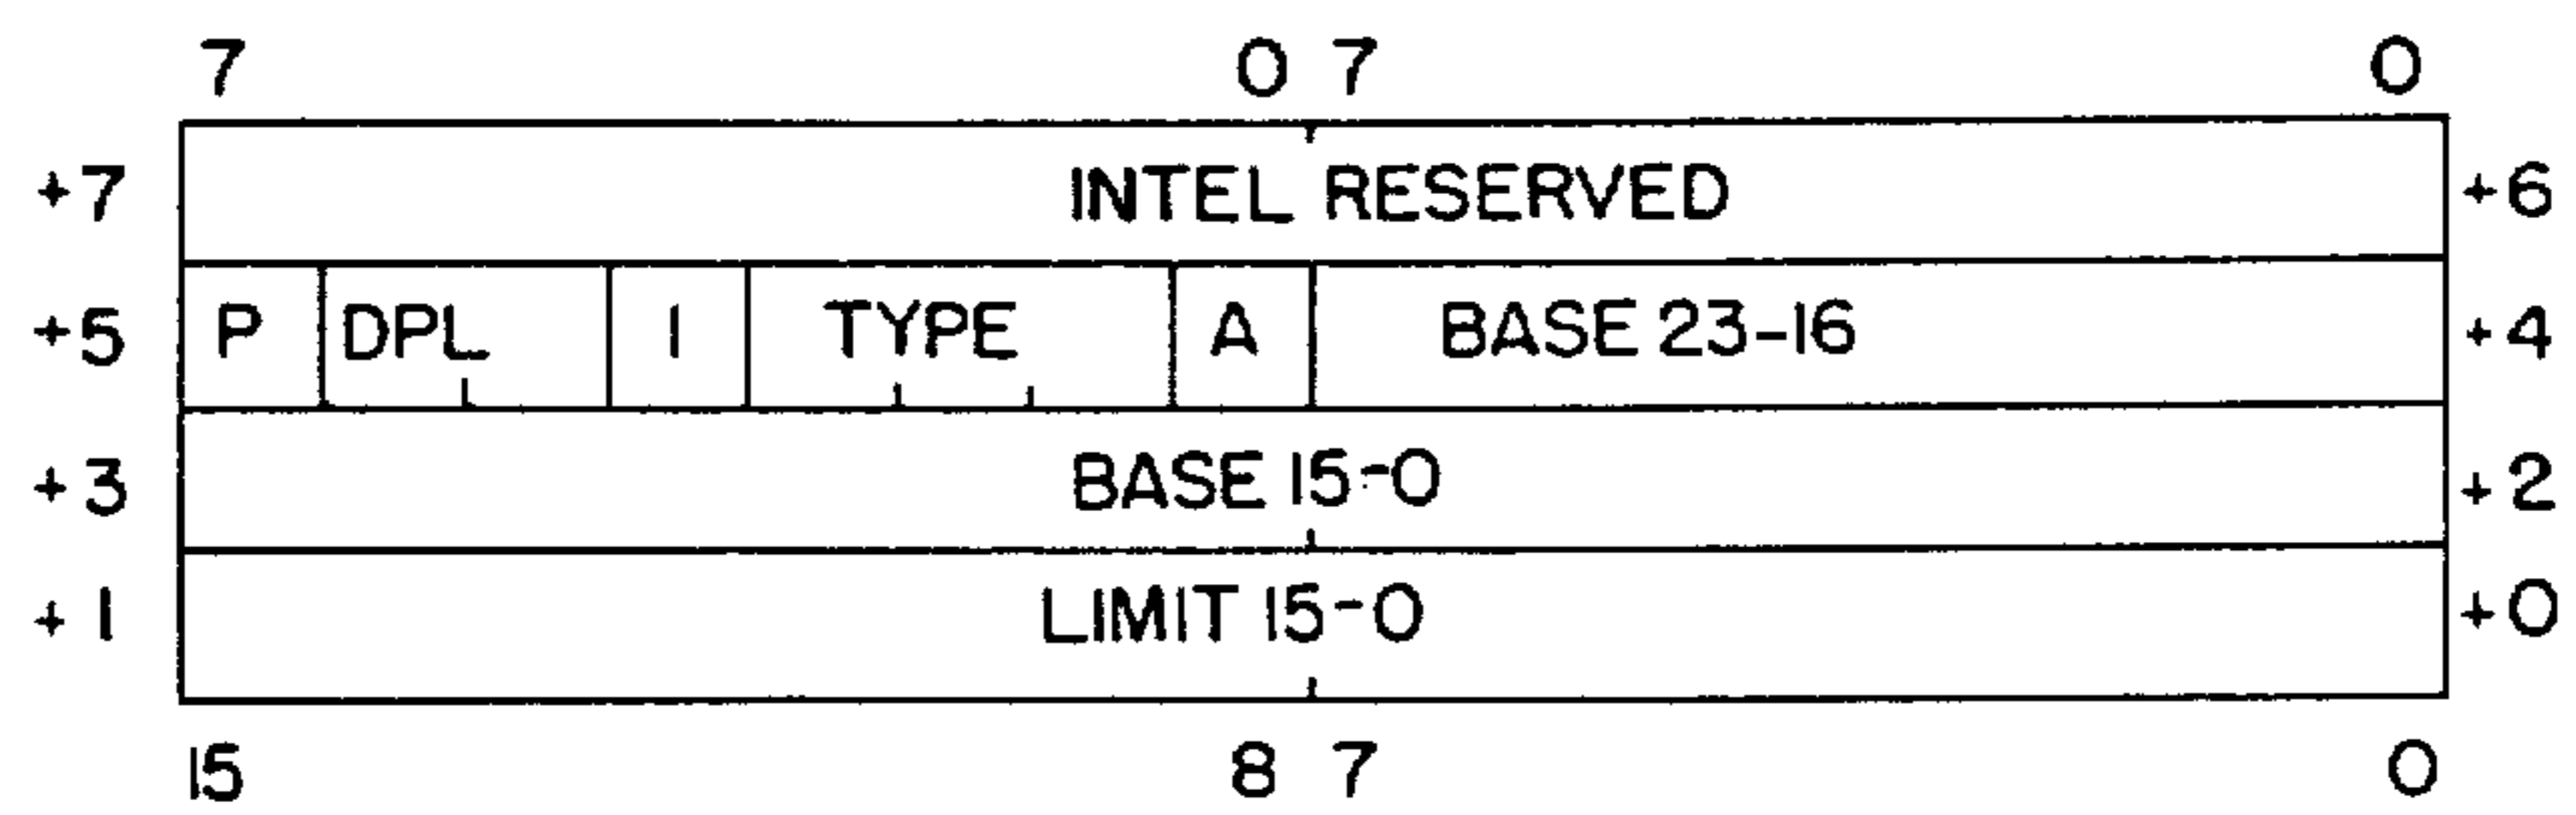 7 0 7 0
+7 INTEL RESERVED +6
+5 P DPL 1 TYPE A BASE 23-16 +4
+3 BASE 15-0 +2
+1 LIMIT 15-0 +0
15 8 7 0